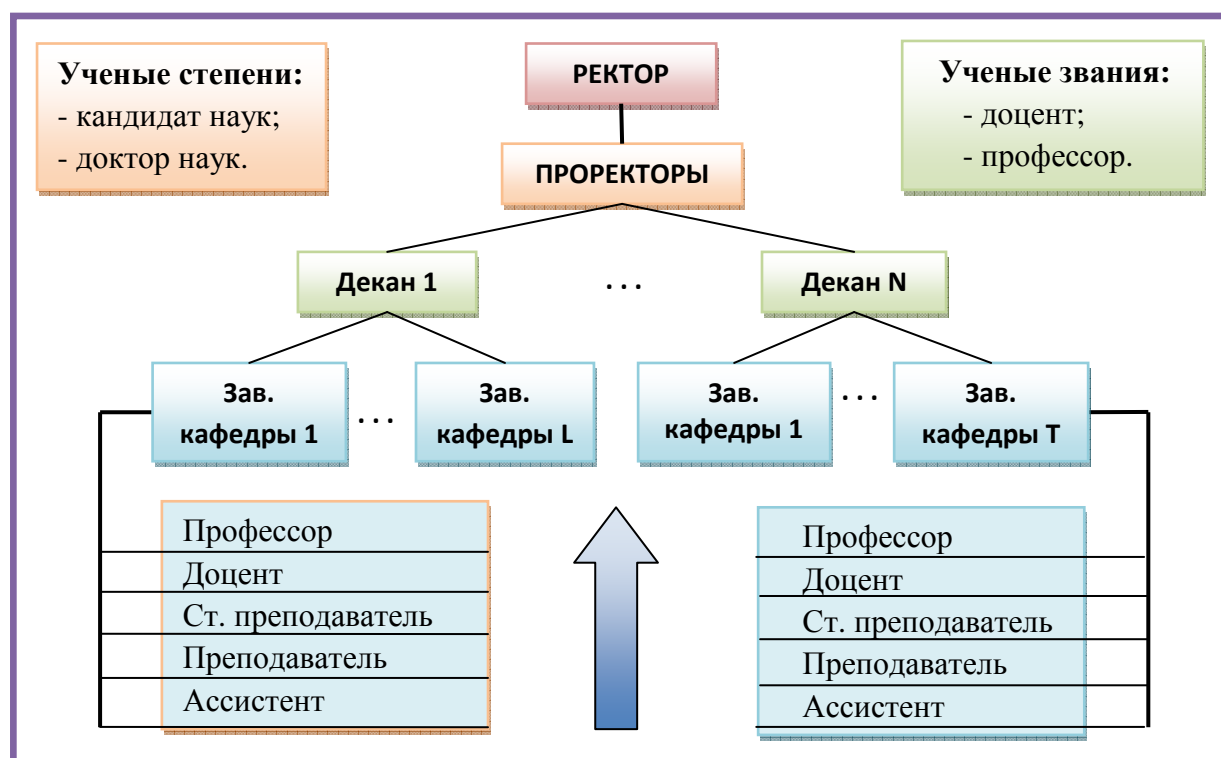 Ученые степени:
- кандидат наук;
- доктор наук.
РЕКТОР
Ученые звания:
- доцент;
- профессор.
ПРОРЕКТОРЫ
Декан 1
. . .
Декан N
Зав.
кафедры 1
. . .
Зав.
кафедры L
Зав.
кафедры 1
. . .
Зав.
кафедры T
Профессор
Доцент
Ст. преподаватель
Преподаватель
Ассистент
Профессор
Доцент
Ст. преподаватель
Преподаватель
Ассистент